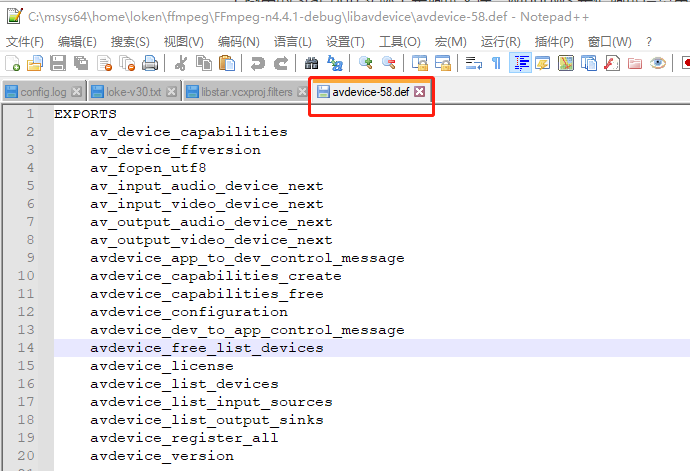 C:\msys64\home\loken\ffmpeg\FFmpeg-n4.4.1-debug\libavdevice\avdevice-58.def - Notepad++
文件(F) 编辑(E) 搜索(S) 视图(V) 编码(N) 语言(L) 设置(T) 工具(O) 宏(M) 运行(R) 插件(P) 窗口(W) ?
config.log loke-v30.txt libstar.vcxproj.filters avdevice-58.def
1 EXPORTS
2 av_device_capabilities
3 av_device_ffversion
4 av_fopen_utf8
5 av_input_audio_device_next
6 av_input_video_device_next
7 av_output_audio_device_next
8 av_output_video_device_next
9 avdevice_app_to_dev_control_message
10 avdevice_capabilities_create
11 avdevice_capabilities_free
12 avdevice_configuration
13 avdevice_dev_to_app_control_message
14 avdevice_free_list_devices
15 avdevice_license
16 avdevice_list_devices
17 avdevice_list_input_sources
18 avdevice_list_output_sinks
19 avdevice_register_all
20 avdevice_version